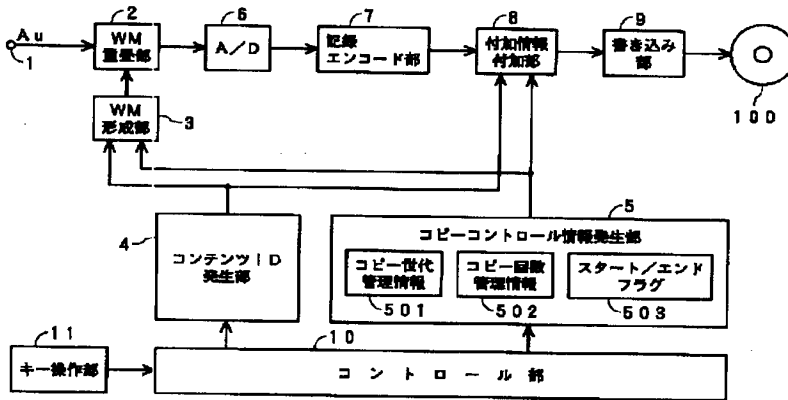 Au
1
2
WM
重畳部
6
A/D
7
記録
エンコード部
8
付加情報
付加部
9
書き込み
部
100
WM
形成部
3
4
コンテンツID
発生部
5
コピーコントロール情報発生部
コピー世代
管理情報
501
コピー回数
管理情報
502
スタート/エンド
フラグ
503
11
キー操作部
10
コントロール部